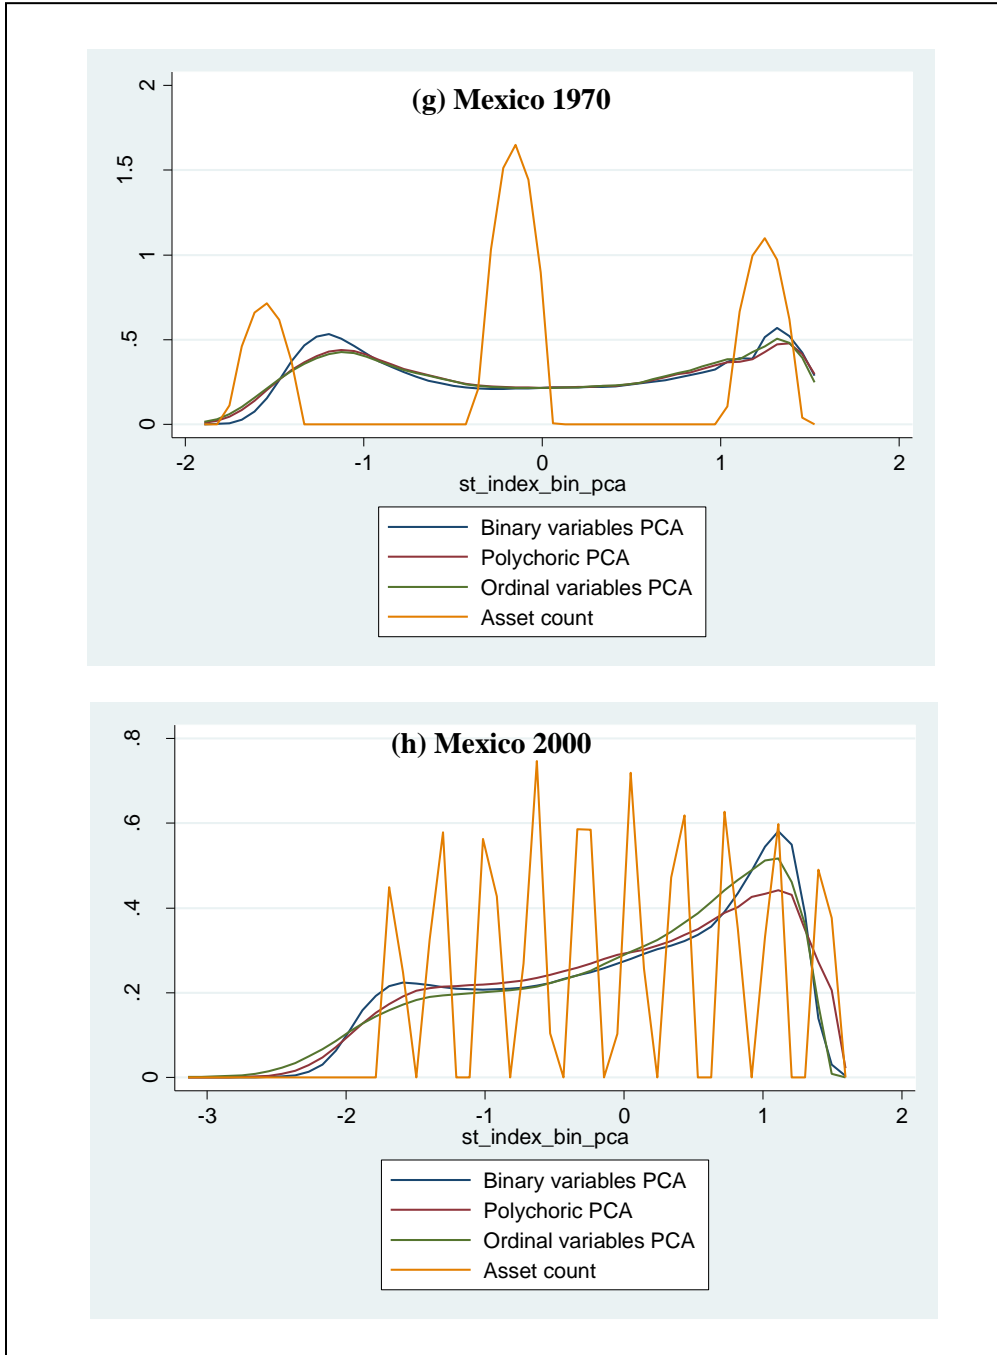 (g) Mexico 1970
2
1.5
1
.5
0
-2 -1 0 1 2
st_index_bin_pca
Binary variables PCA
Polychoric PCA
Ordinal variables PCA
Asset count
(h) Mexico 2000
.8
.6
.4
.2
0
-3 -2 -1 0 1 2
st_index_bin_pca
Binary variables PCA
Polychoric PCA
Ordinal variables PCA
Asset count